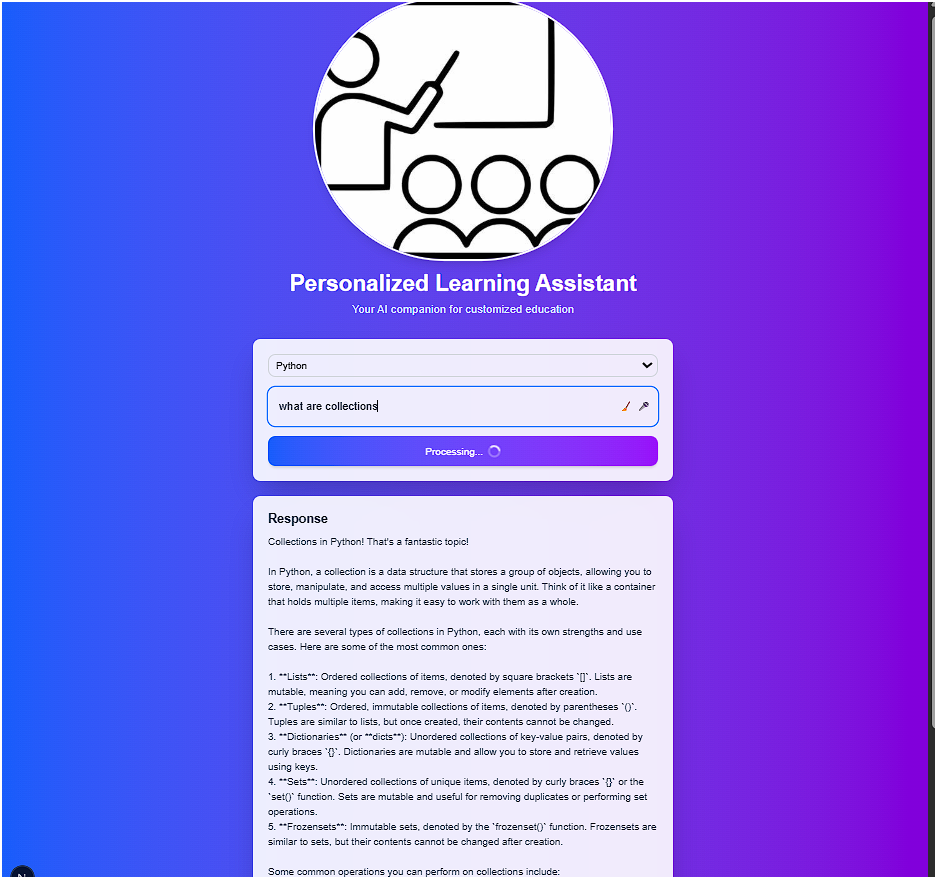 Personalized Learning Assistant
Your AI companion for customized education
Python
what are collections
Processing...
Response
Collections in Python! That's a fantastic topic!
In Python, a collection is a data structure that stores a group of objects, allowing you to
store, manipulate, and access multiple values in a single unit. Think of it like a container
that holds multiple items, making it easy to work with them as a whole.
There are several types of collections in Python, each with its own strengths and use
cases. Here are some of the most common ones:
1. **Lists**: Ordered collections of items, denoted by square brackets `[]`. Lists are
mutable, meaning you can add, remove, or modify elements after creation.
2. **Tuples**: Ordered, immutable collections of items, denoted by parentheses `()`.
Tuples are similar to lists, but once created, their contents cannot be changed.
3. **Dictionaries** (or **dicts**): Unordered collections of key-value pairs, denoted by
curly braces `{}`. Dictionaries are mutable and allow you to store and retrieve values
using keys.
4. **Sets**: Unordered collections of unique items, denoted by curly braces `{}` or the
`set()` function. Sets are mutable and useful for removing duplicates or performing set
operations.
5. **Frozensets**: Immutable sets, denoted by the `frozenset()` function. Frozensets are
similar to sets, but their contents cannot be changed after creation.
Some common operations you can perform on collections include: